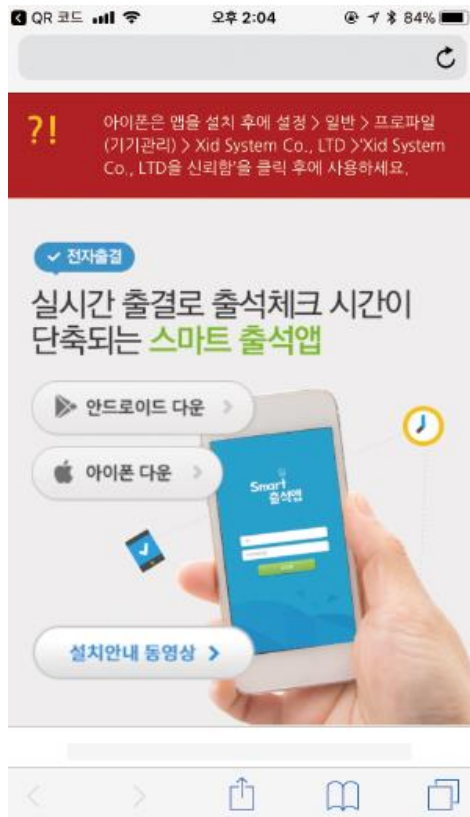 QR 코드 오후 2:04 84%
?!
아이폰은 앱을 설치 후에 설정 > 일반 > 프로파일
(기기관리) > Xid System Co., LTD >'Xid System
Co., LTD을 신뢰함'을 클릭 후에 사용하세요.
전자출결
실시간 출결로 출석체크 시간이
단축되는 스마트 출석앱
안드로이드 다운 >
아이폰 다운 >
Smart
출석앱
설치안내 동영상 >